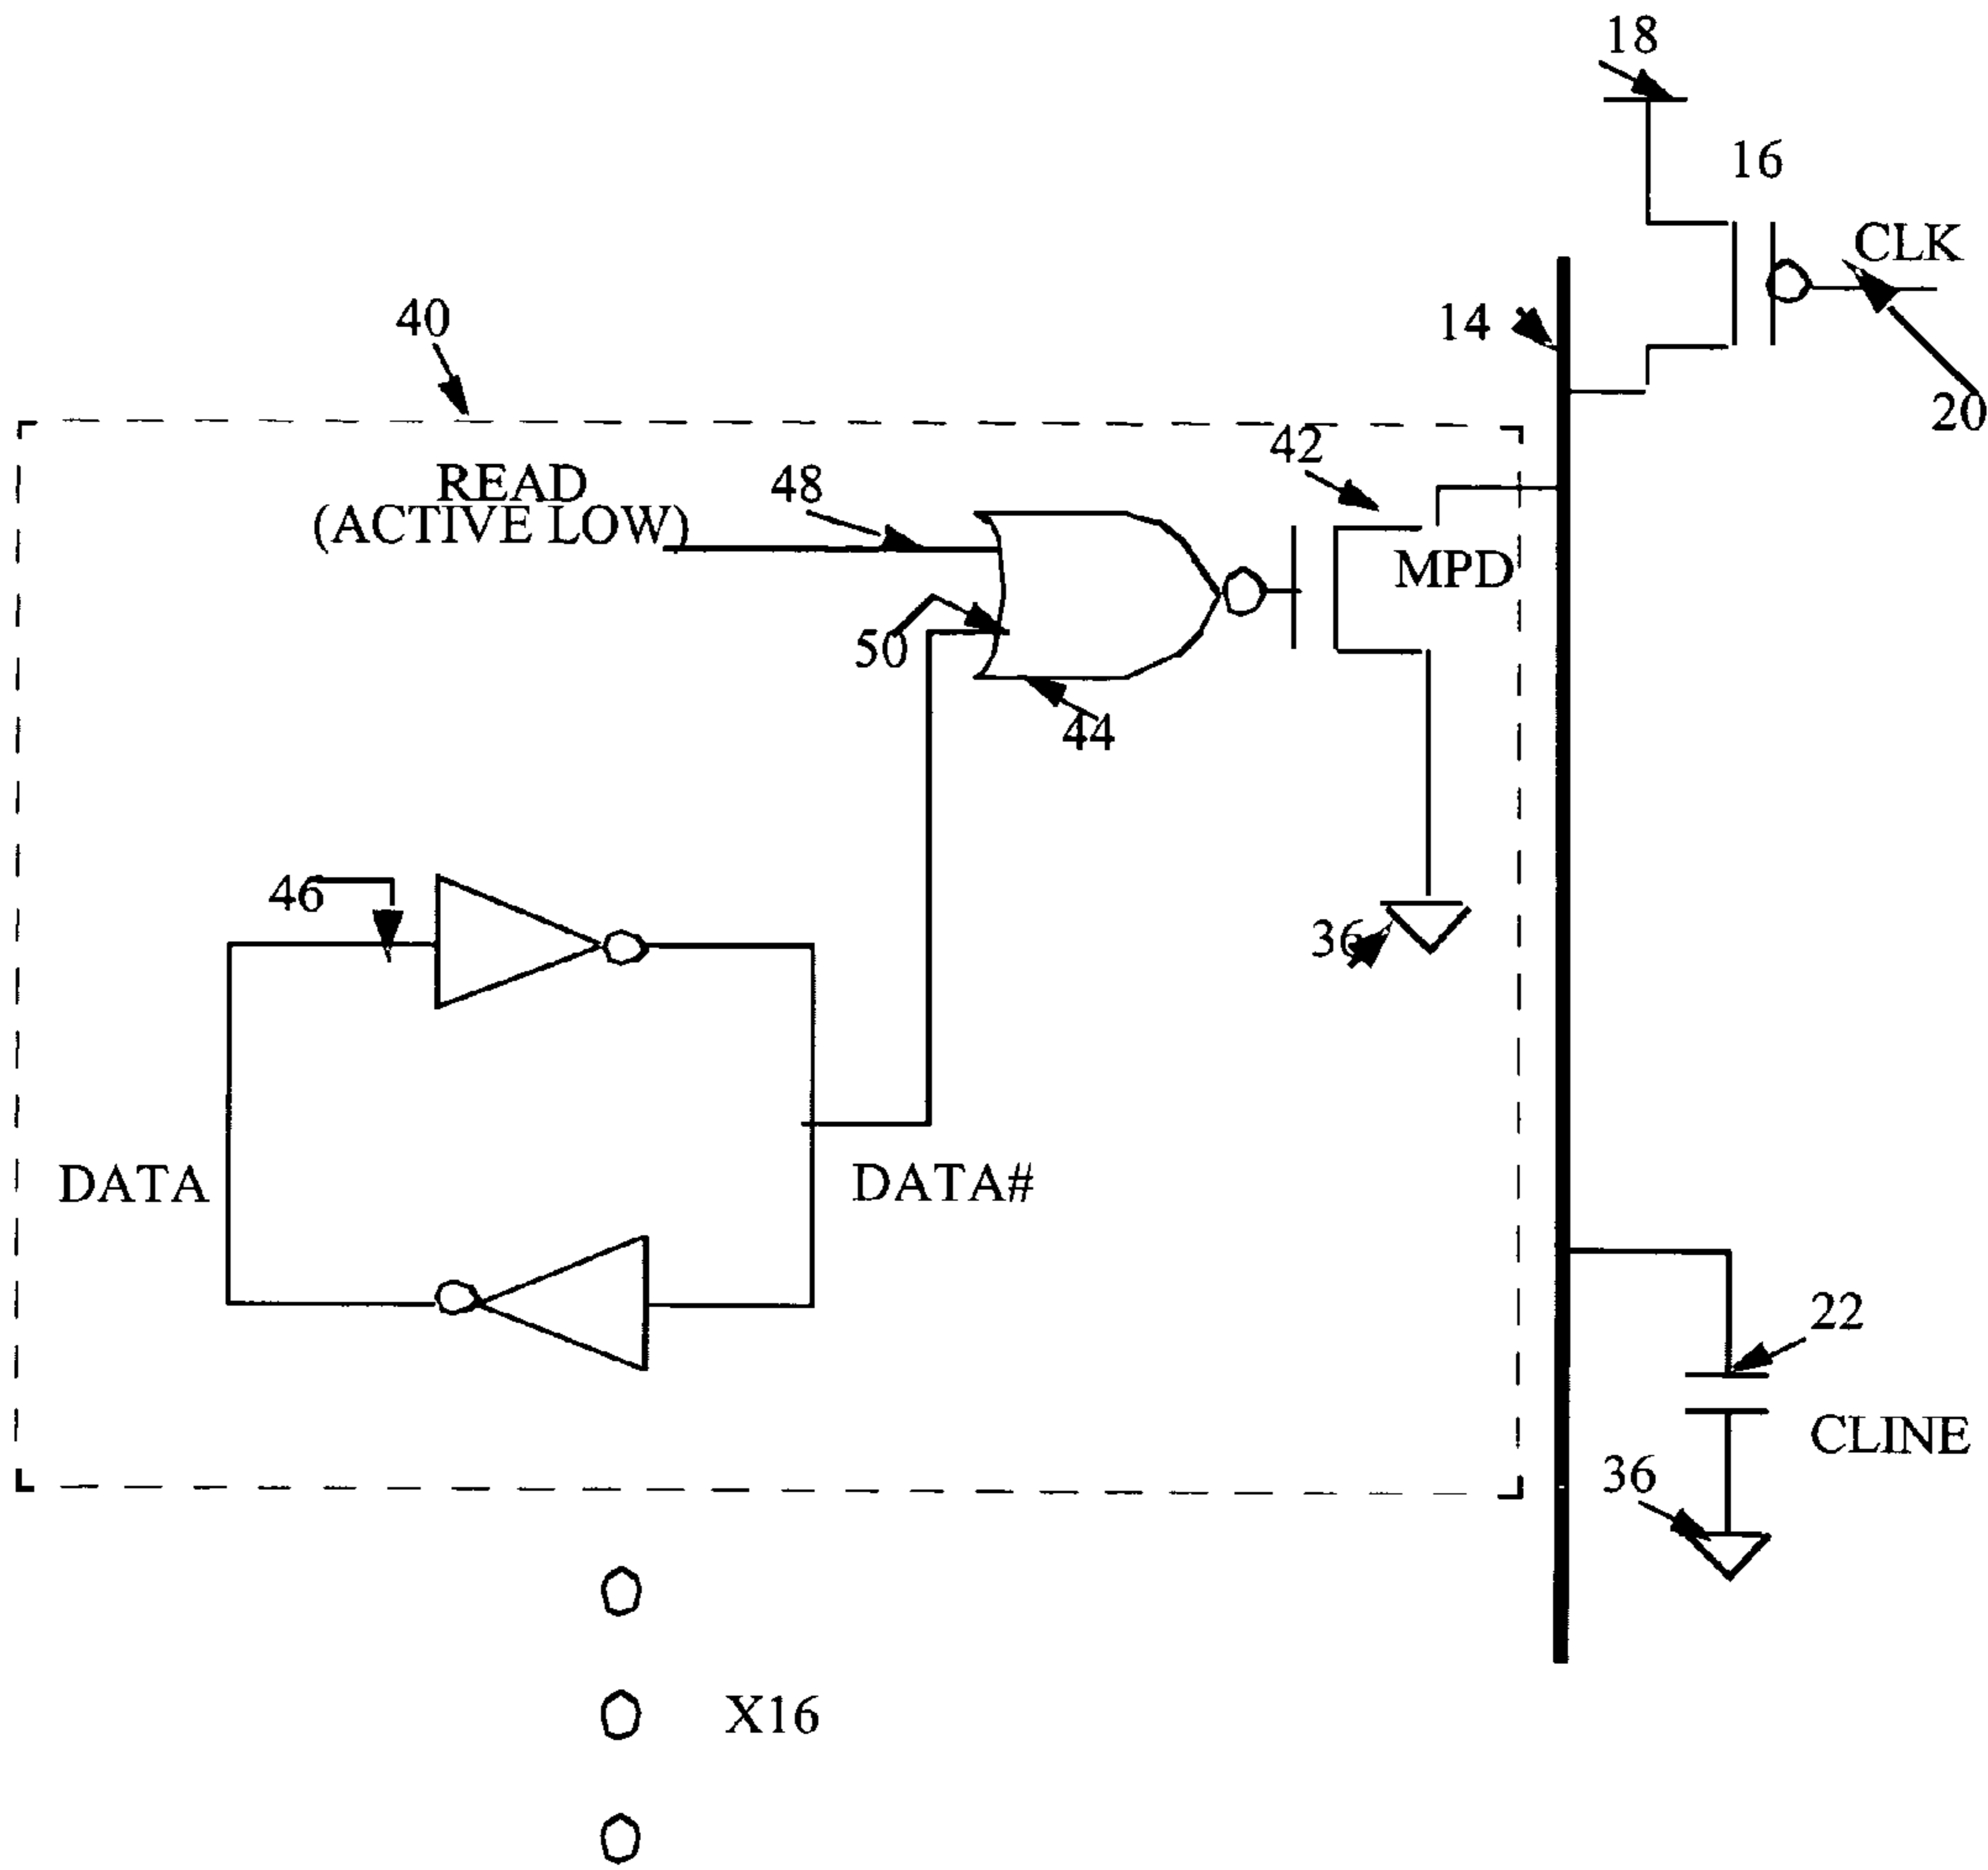 18
16
CLK
14
40
20
42
READ
48
(ACTIVE LOW)
MPD
50
44
46
36
DATA
DATA#
22
CLINE
36
X16